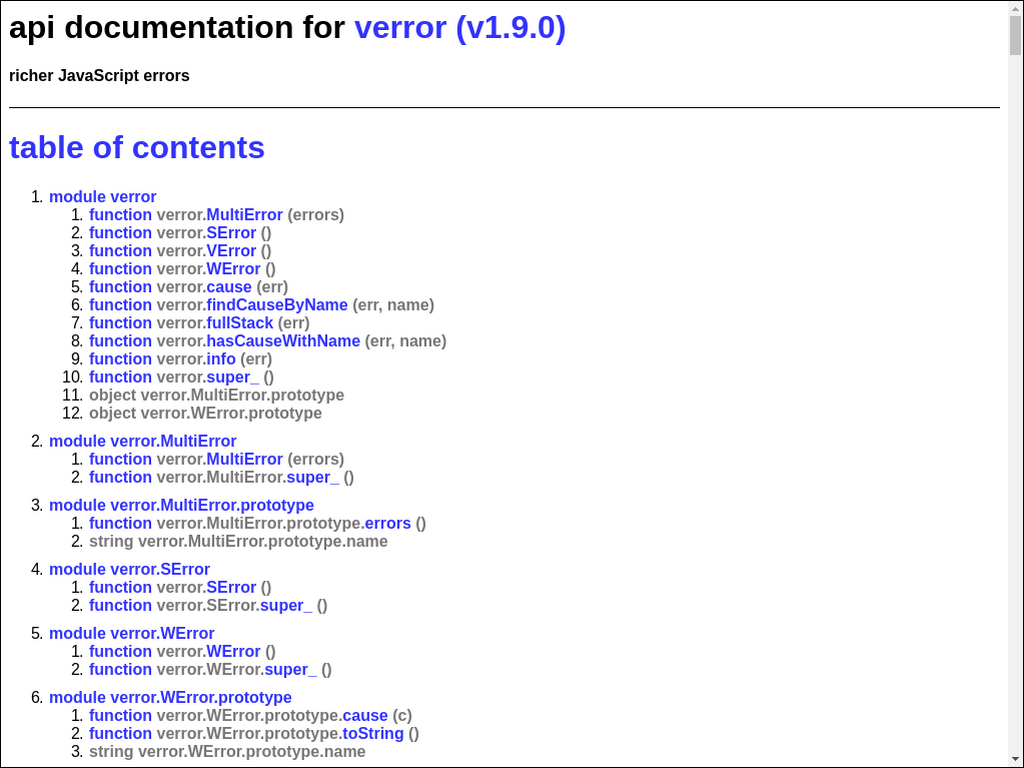 api documentation for verror (v1.9.0)
richer JavaScript errors
table of contents
1. module verror
1. function verror.MultiError (errors)
2. function verror.SError ()
3. function verror.VError ()
4. function verror.WError ()
5. function verror.cause (err)
6. function verror.findCauseByName (err, name)
7. function verror.fullStack (err)
8. function verror.hasCauseWithName (err, name)
9. function verror.info (err)
10. function verror.super_ ()
11. object verror.MultiError.prototype
12. object verror.WError.prototype
2. module verror.MultiError
1. function verror.MultiError (errors)
2. function verror.MultiError.super_ ()
3. module verror.MultiError.prototype
1. function verror.MultiError.prototype.errors ()
2. string verror.MultiError.prototype.name
4. module verror.SError
1. function verror.SError ()
2. function verror.SError.super_ ()
5. module verror.WError
1. function verror.WError ()
2. function verror.WError.super_ ()
6. module verror.WError.prototype
1. function verror.WError.prototype.cause (c)
2. function verror.WError.prototype.toString ()
3. string verror.WError.prototype.name